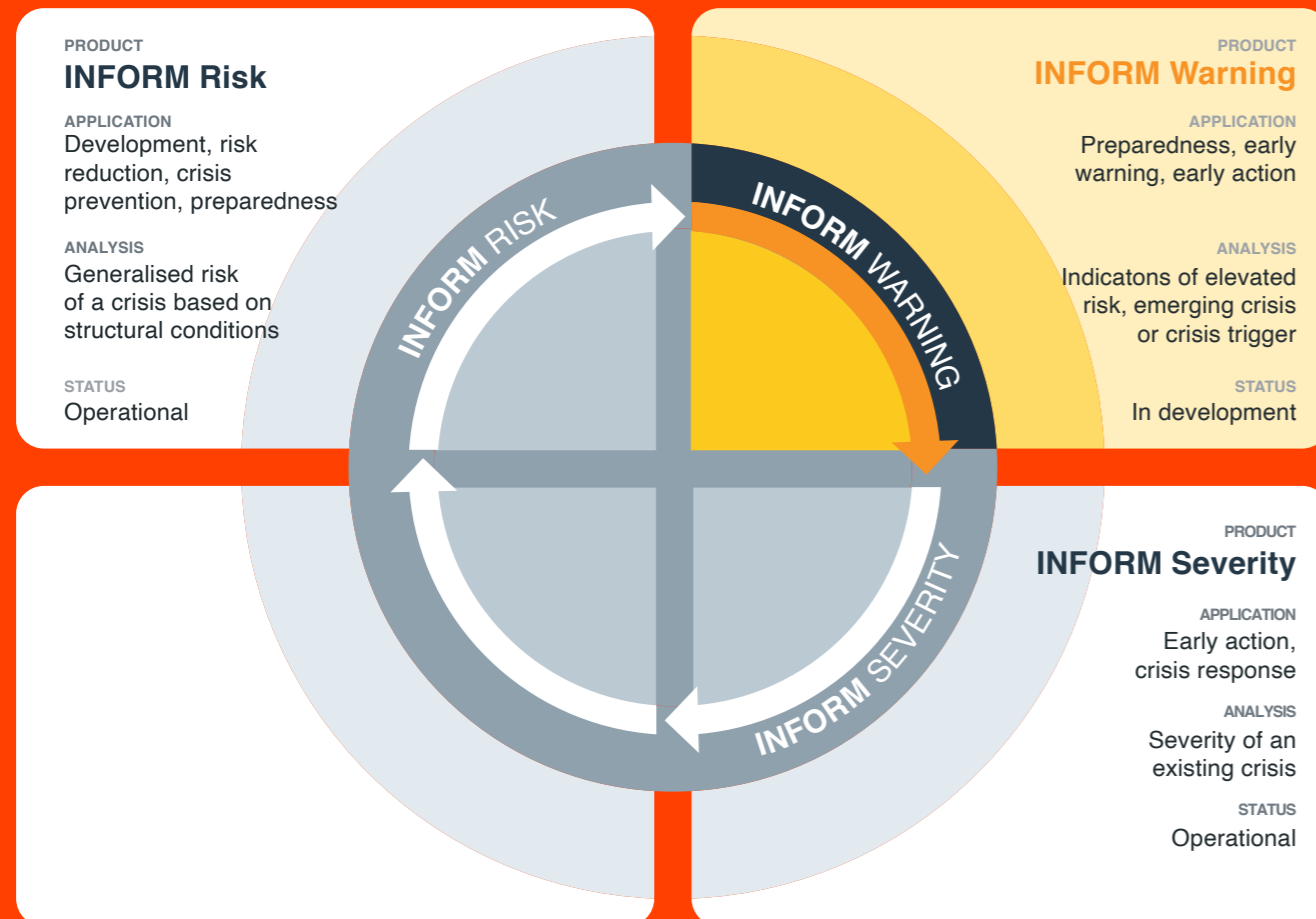 PRODUCT
INFORM Risk
APPLICATION
Development, risk
reduction, crisis
prevention, preparedness
ANALYSIS
Generalised risk
of a crisis based on
structural conditions
STATUS
Operational
PRODUCT
INFORM Warning
APPLICATION
Preparedness, early
warning, early action
ANALYSIS
Indicatons of elevated
risk, emerging crisis
or crisis trigger
STATUS
In development
INFORM RISK
INFORM WARNING
INFORM SEVERITY
PRODUCT
INFORM Severity
APPLICATION
Early action,
crisis response
ANALYSIS
Severity of an
existing crisis
STATUS
Operational